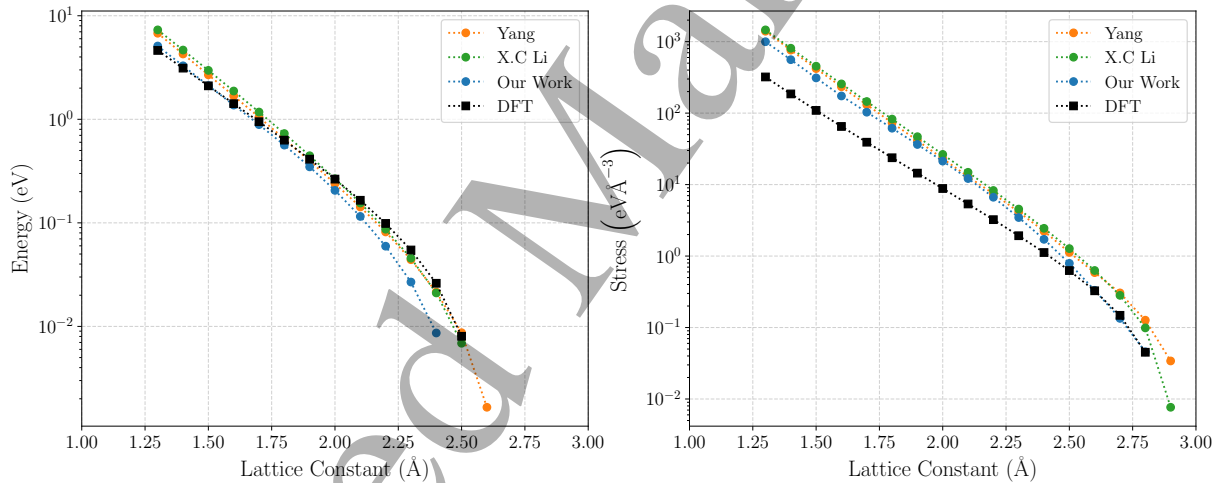 10^1
10^0
10^{-1}
10^{-2}
Energy (eV)
1.00 1.25 1.50 1.75 2.00 2.25 2.50 2.75 3.00
Lattice Constant (Å)
Yang
X.C Li
Our Work
DFT
10^3
10^2
10^1
10^0
10^{-1}
10^{-2}
Stress (eVÅ^{-3})
1.00 1.25 1.50 1.75 2.00 2.25 2.50 2.75 3.00
Lattice Constant (Å)
Yang
X.C Li
Our Work
DFT